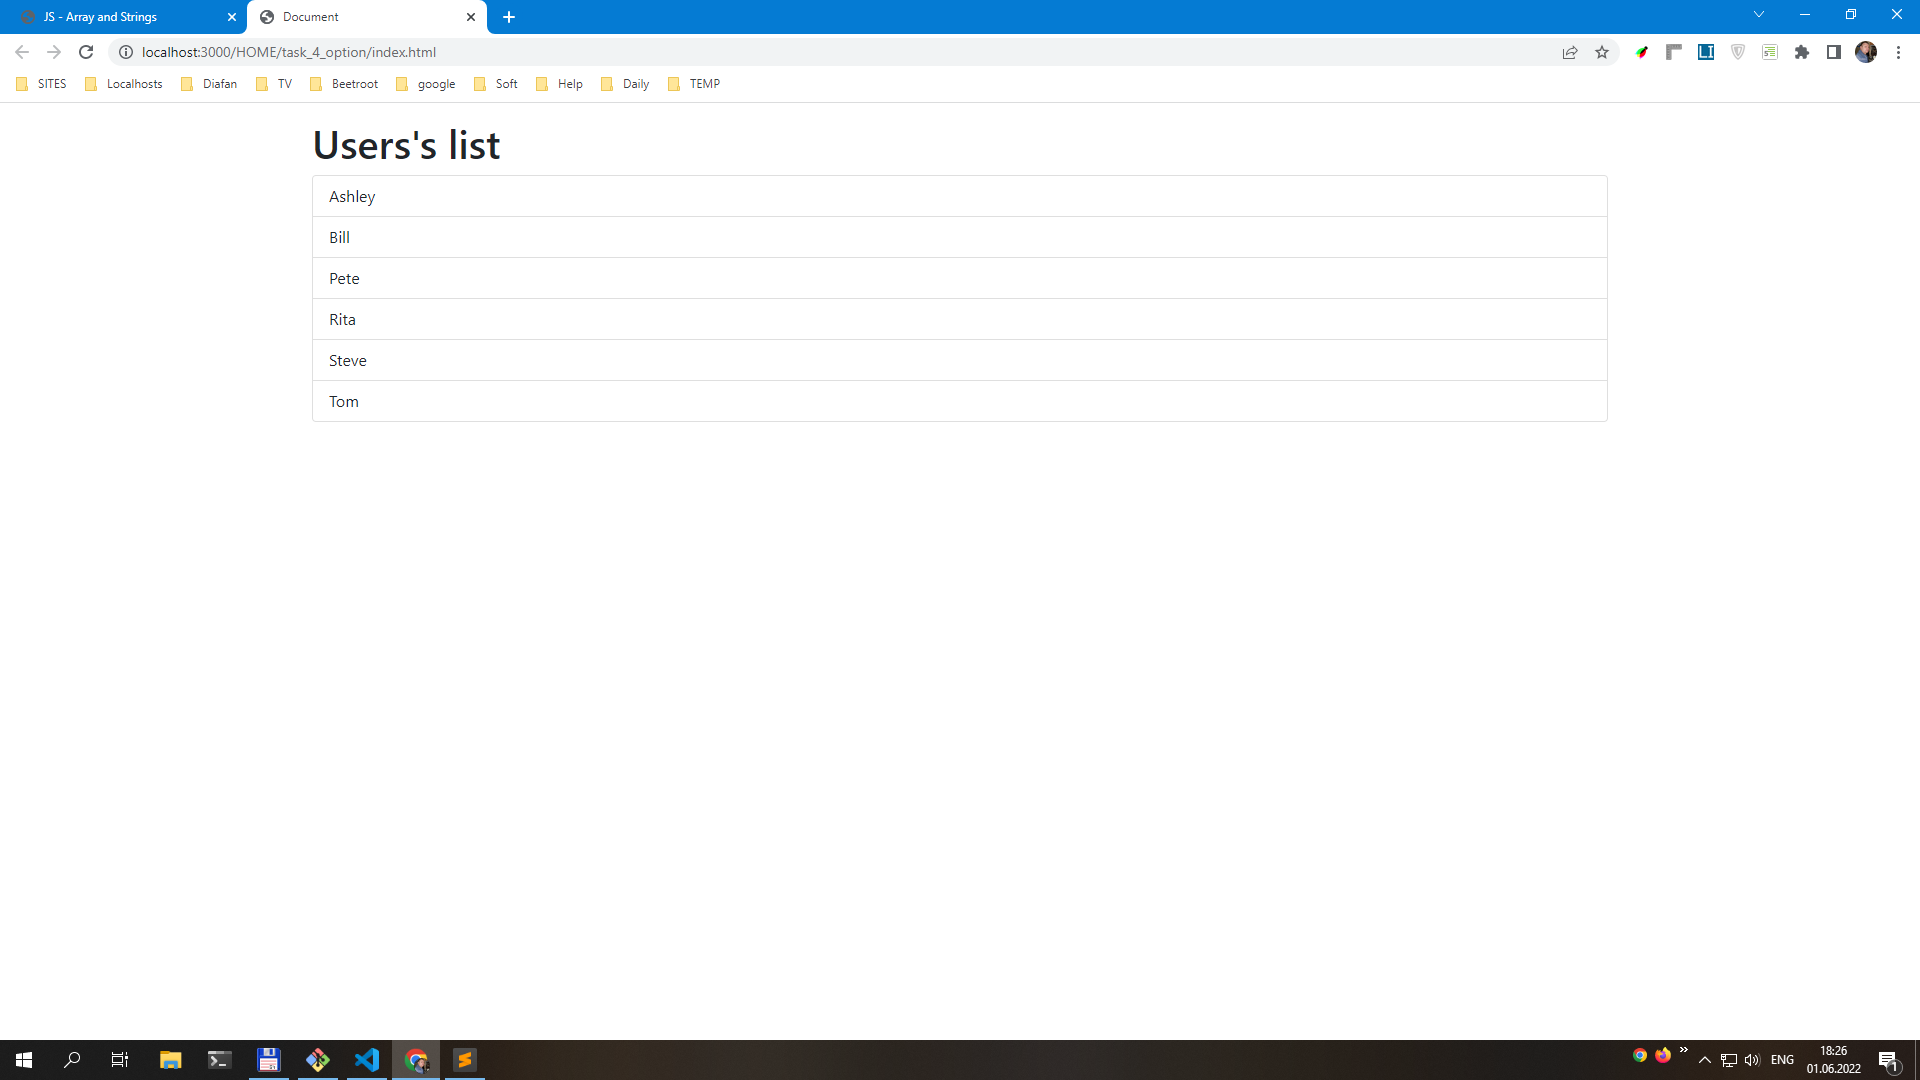 JS - Array and Strings
Document
localhost:3000/HOME/task_4_option/index.html
SITES Localhosts Diafan TV Beetroot google Soft Help Daily TEMP
Users's list
Ashley
Bill
Pete
Rita
Steve
Tom
ENG
18:26
01.06.2022
1